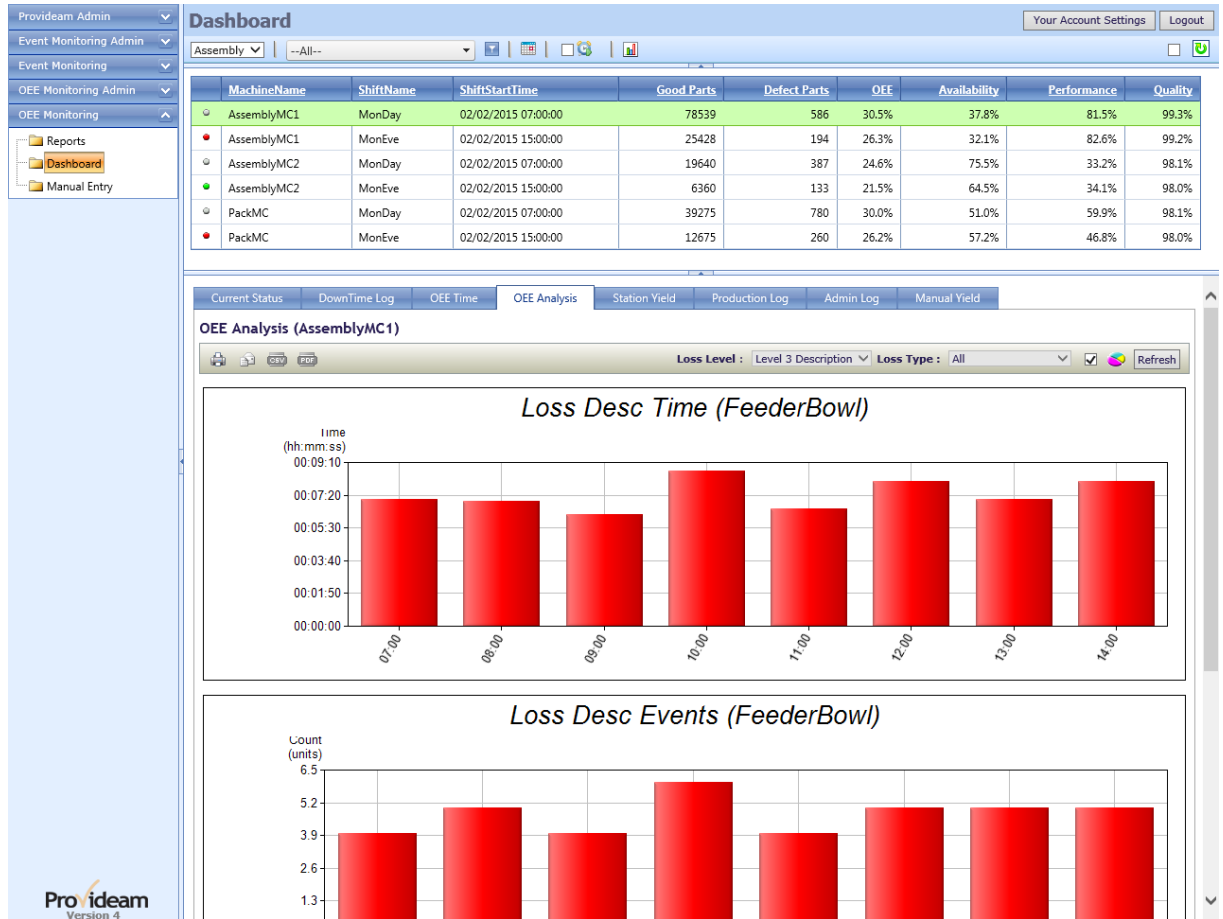 Provideam Admin
Event Monitoring Admin
Event Monitoring
OEE Monitoring Admin
OEE Monitoring
Reports
Dashboard
Manual Entry
Provideam
Version 4
Dashboard
Your Account Settings Logout
Assembly --All--
MachineName ShiftName ShiftStartTime Good Parts Defect Parts OEE Availability Performance Quality
AssemblyMC1 MonDay 02/02/2015 07:00:00 78539 586 30.5% 37.8% 81.5% 99.3%
AssemblyMC1 MonEve 02/02/2015 15:00:00 25428 194 26.3% 32.1% 82.6% 99.2%
AssemblyMC2 MonDay 02/02/2015 07:00:00 19640 387 24.6% 75.5% 33.2% 98.1%
AssemblyMC2 MonEve 02/02/2015 15:00:00 6360 133 21.5% 64.5% 34.1% 98.0%
PackMC MonDay 02/02/2015 07:00:00 39275 780 30.0% 51.0% 59.9% 98.1%
PackMC MonEve 02/02/2015 15:00:00 12675 260 26.2% 57.2% 46.8% 98.0%
Current Status DownTime Log OEE Time OEE Analysis Station Yield Production Log Admin Log Manual Yield
OEE Analysis (AssemblyMC1)
CSV PDF Loss Level : Level 3 Description Loss Type : All Refresh
Loss Desc Time (FeederBowl)
Time
(hh:mm:ss)
00:09:10
00:07:20
00:05:30
00:03:40
00:01:50
00:00:00
07:00 08:00 09:00 10:00 11:00 12:00 13:00 14:00
Loss Desc Events (FeederBowl)
Count
(units)
6.5
5.2
3.9
2.6
1.3